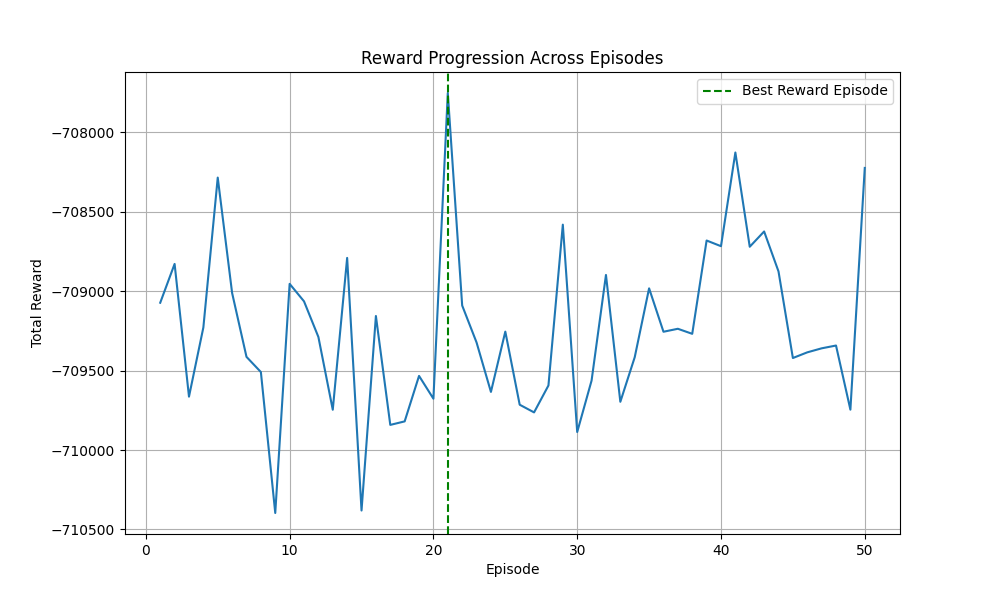 Reward Progression Across Episodes
Best Reward Episode
Total Reward
−708000
−708500
−709000
−709500
−710000
−710500
0 10 20 30 40 50
Episode